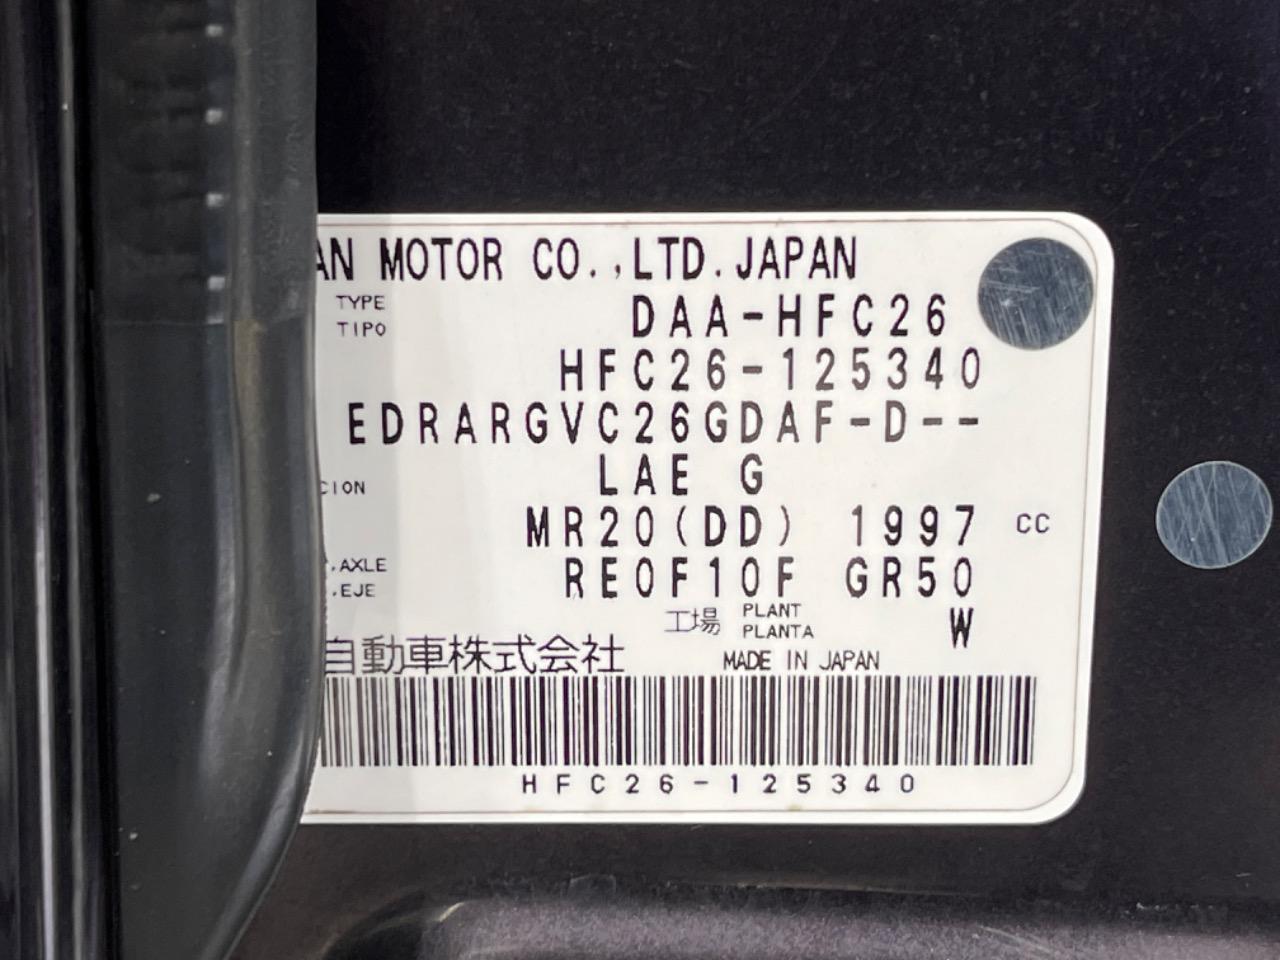 AN MOTOR CO.,LTD.JAPAN
TYPE DAA-HFC26
TIPO
HFC26-125340
EDRARGVC26GDAF-D--
CION LAE G
MR20(DD) 1997 CC
.AXLE RE0F10F GR50
.EJE
工場 PLANT W
PLANTA
自動車株式会社 MADE IN JAPAN
HFC26-125340